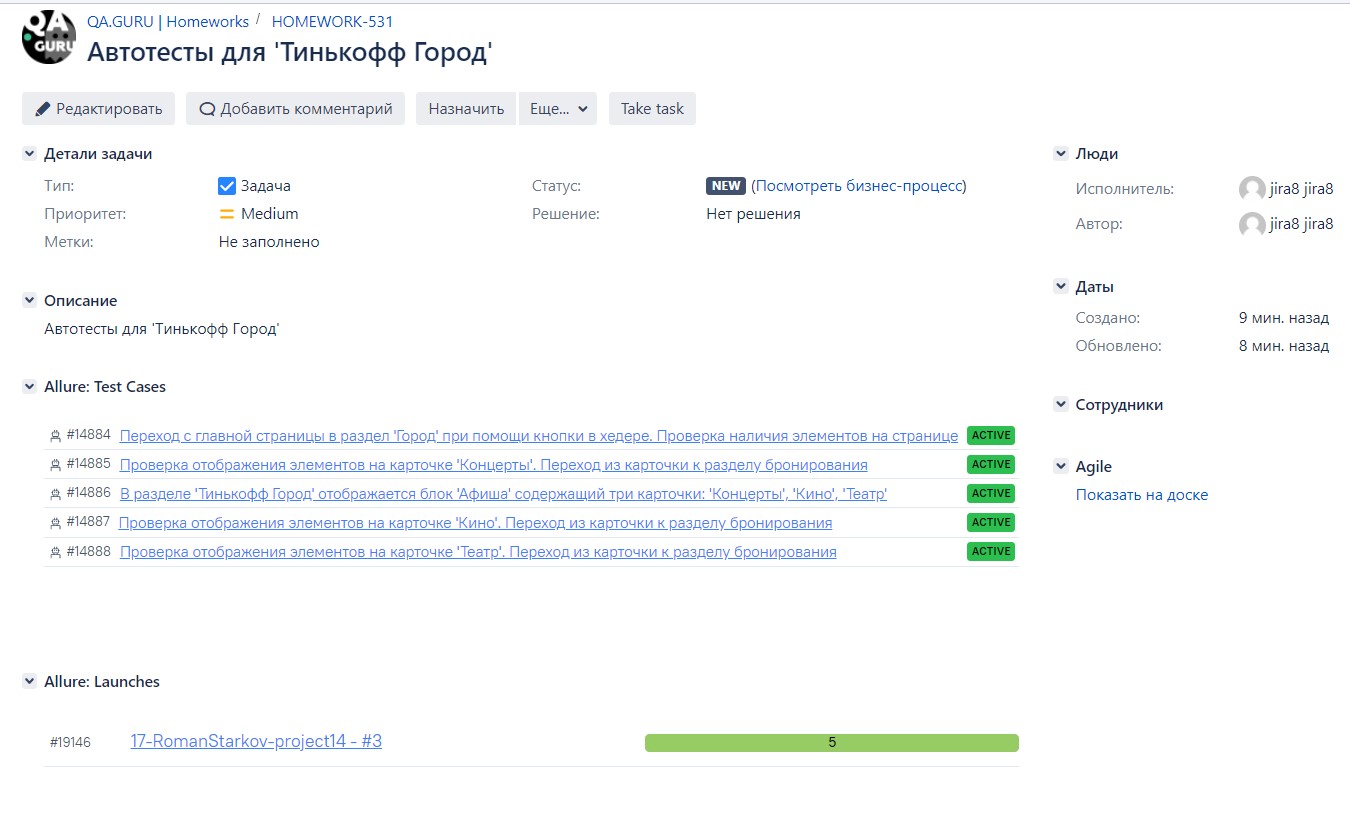 QA
GURU
QA.GURU | Homeworks / HOMEWORK-531
Автотесты для 'Тинькофф Город'
Редактировать Добавить комментарий Назначить Еще... Take task
Детали задачи
Тип: Задача
Приоритет: Medium
Метки: Не заполнено
Статус: NEW (Посмотреть бизнес-процесс)
Решение: Нет решения
Описание
Автотесты для 'Тинькофф Город'
Allure: Test Cases
#14884 Переход с главной страницы в раздел 'Город' при помощи кнопки в хедере. Проверка наличия элементов на странице ACTIVE
#14885 Проверка отображения элементов на карточке 'Концерты'. Переход из карточки к разделу бронирования ACTIVE
#14886 В разделе 'Тинькофф Город' отображается блок 'Афиша' содержащий три карточки: 'Концерты', 'Кино', 'Театр' ACTIVE
#14887 Проверка отображения элементов на карточке 'Кино'. Переход из карточки к разделу бронирования ACTIVE
#14888 Проверка отображения элементов на карточке 'Театр'. Переход из карточки к разделу бронирования ACTIVE
Allure: Launches
#19146 17-RomanStarkov-project14 - #3 5
Люди
Исполнитель: jira8 jira8
Автор: jira8 jira8
Даты
Создано: 9 мин. назад
Обновлено: 8 мин. назад
Сотрудники
Agile
Показать на доске